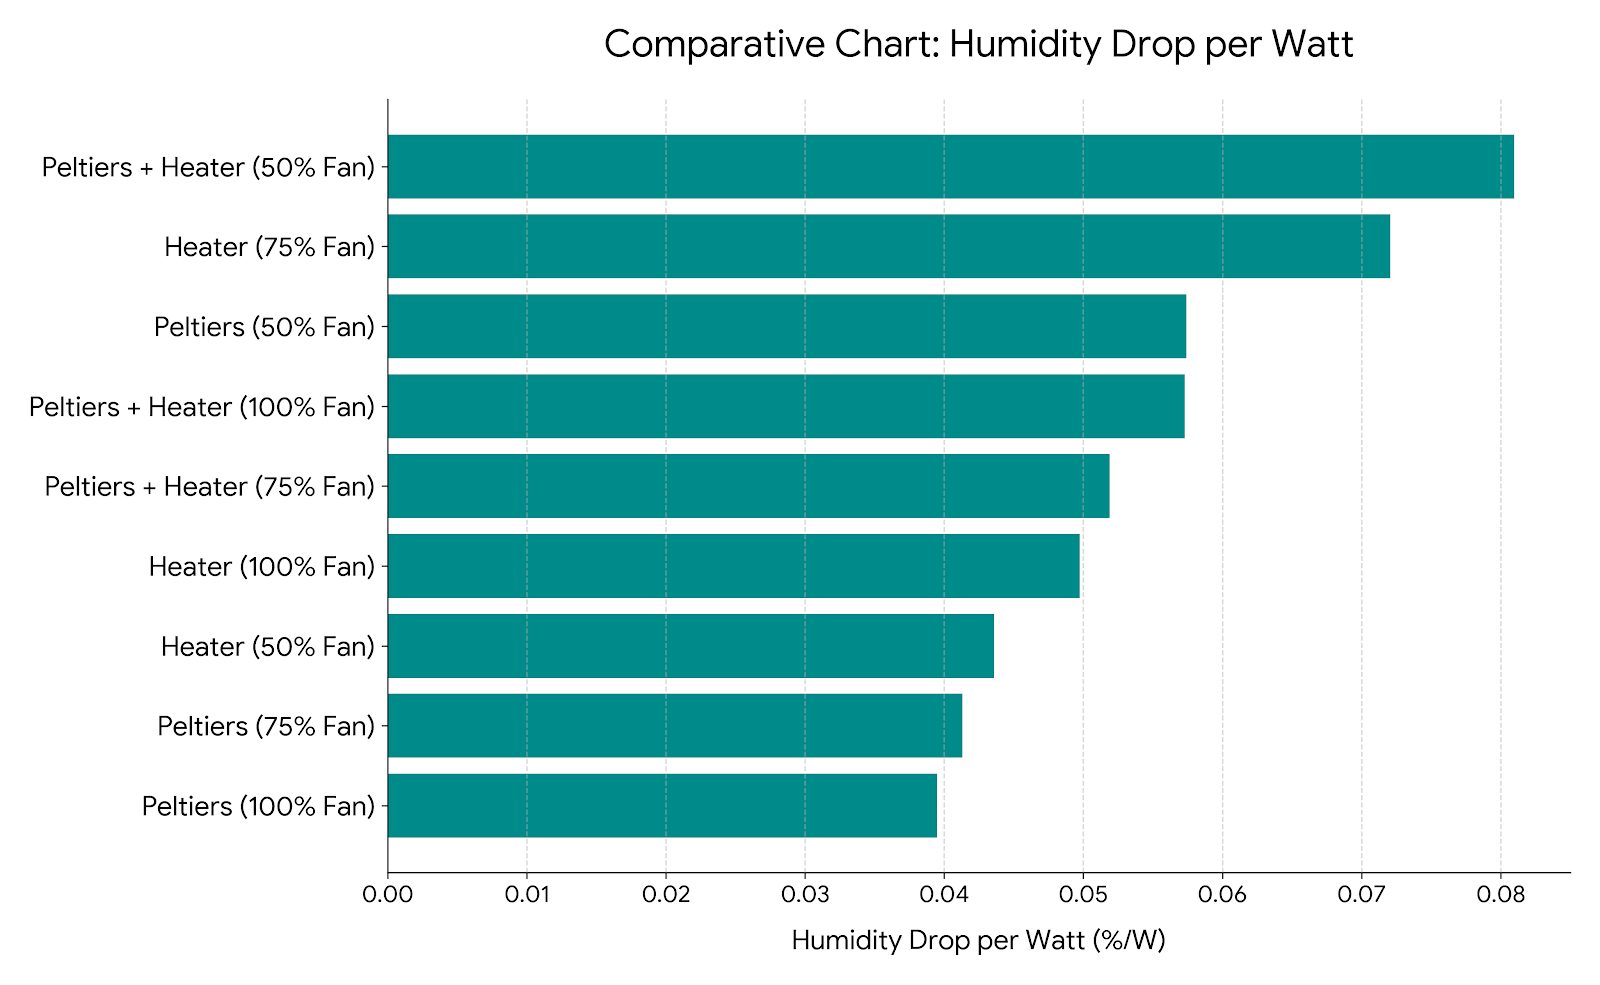 Comparative Chart: Humidity Drop per Watt
Peltiers + Heater (50% Fan)
Heater (75% Fan)
Peltiers (50% Fan)
Peltiers + Heater (100% Fan)
Peltiers + Heater (75% Fan)
Heater (100% Fan)
Heater (50% Fan)
Peltiers (75% Fan)
Peltiers (100% Fan)
0.00 0.01 0.02 0.03 0.04 0.05 0.06 0.07 0.08
Humidity Drop per Watt (%/W)